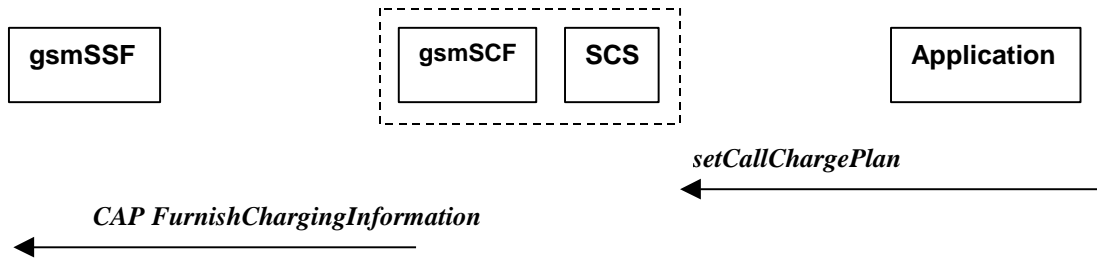 gsmSSF
gsmSCF
SCS
Application
setCallChargePlan
CAP FurnishChargingInformation